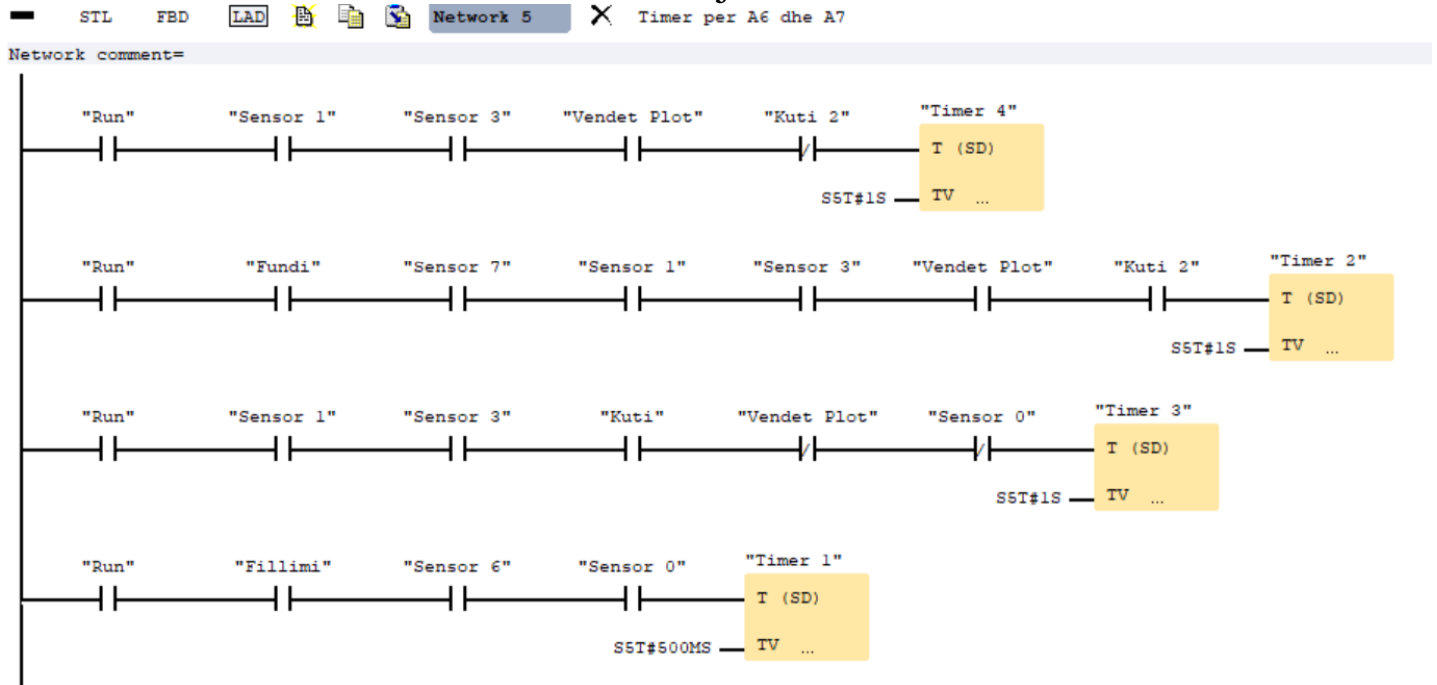 STL FBD LAD Network 5 Timer per A6 dhe A7
Network comment=
"Run" "Sensor 1" "Sensor 3" "Vendet Plot" "Kuti 2" "Timer 4"
T (SD)
S5T#1S TV ...
"Run" "Fundi" "Sensor 7" "Sensor 1" "Sensor 3" "Vendet Plot" "Kuti 2" "Timer 2"
T (SD)
S5T#1S TV ...
"Run" "Sensor 1" "Sensor 3" "Kuti" "Vendet Plot" "Sensor 0" "Timer 3"
T (SD)
S5T#1S TV ...
"Run" "Fillimi" "Sensor 6" "Sensor 0" "Timer 1"
T (SD)
S5T#500MS TV ...